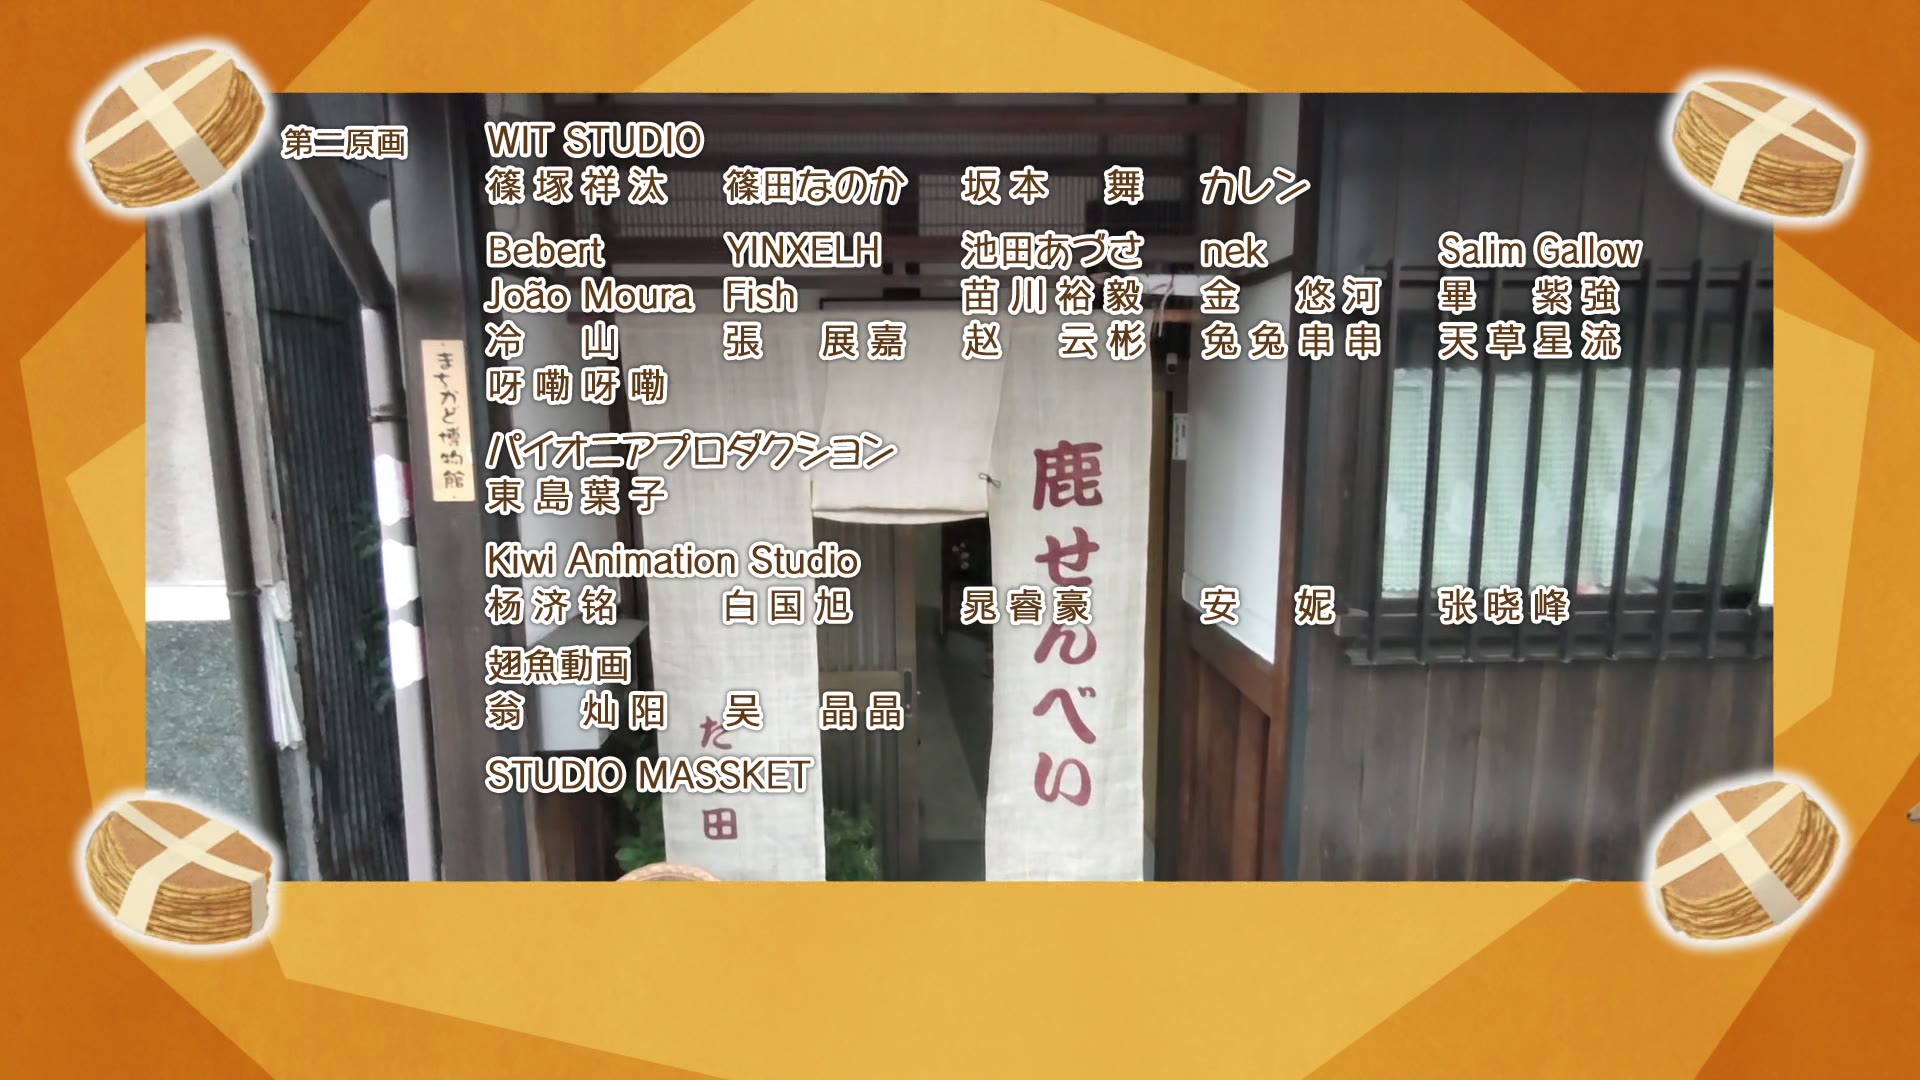 第二原画
WIT STUDIO
篠塚祥汰 篠田なのか 坂本 舞 カレン
Bebert YINXELH 池田あづさ nek Salim Gallow
João Moura Fish 苗川裕毅 金 悠河 畢 紫強
冷 山 張 展嘉 赵 云彬 兔兔串串 天草星流
呀嘞呀嘞
パイオニアプロダクション
東島葉子
Kiwi Animation Studio
杨济铭 白国旭 晁睿豪 安 妮 张晓峰
翅魚動画
翁 灿阳 吴 晶晶
STUDIO MASSKET
まちかど博物館
鹿せんべい
田